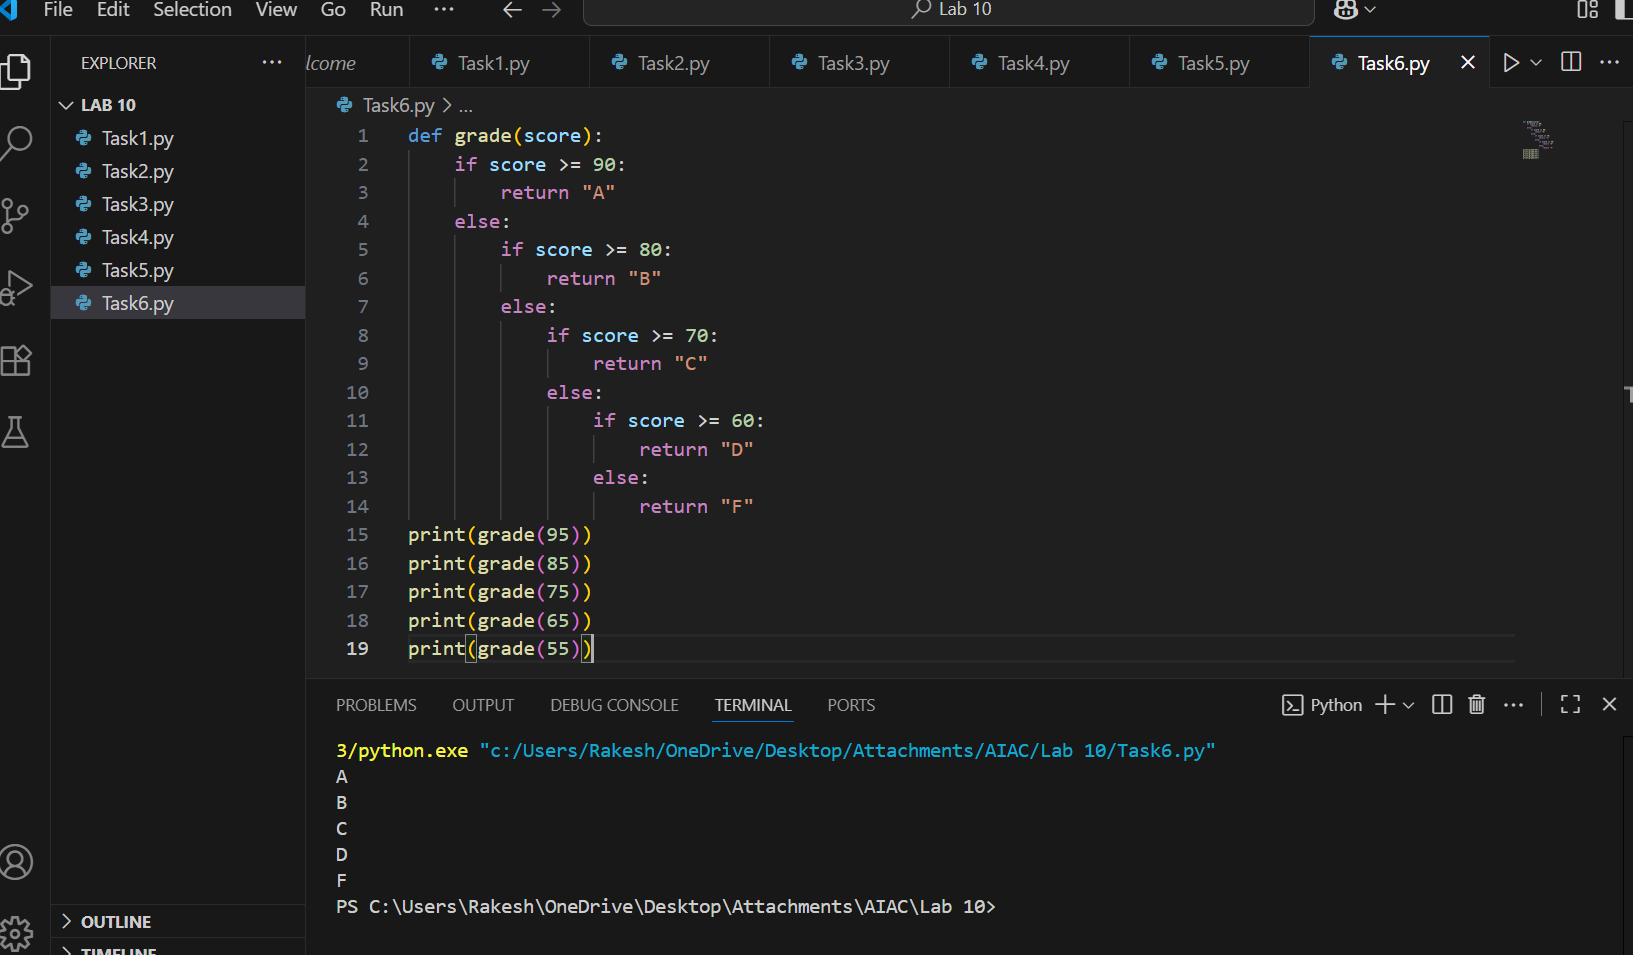 File Edit Selection View Go Run ··· Lab 10
EXPLORER ···
LAB 10
Task1.py
Task2.py
Task3.py
Task4.py
Task5.py
Task6.py
OUTLINE
TIMELINE
lcome Task1.py Task2.py Task3.py Task4.py Task5.py Task6.py
Task6.py > ...
1 def grade(score):
2     if score >= 90:
3         return "A"
4     else:
5         if score >= 80:
6             return "B"
7         else:
8             if score >= 70:
9                 return "C"
10             else:
11                 if score >= 60:
12                     return "D"
13                 else:
14                     return "F"
15 print(grade(95))
16 print(grade(85))
17 print(grade(75))
18 print(grade(65))
19 print(grade(55))
PROBLEMS OUTPUT DEBUG CONSOLE TERMINAL PORTS Python
3/python.exe "c:/Users/Rakesh/OneDrive/Desktop/Attachments/AIAC/Lab 10/Task6.py"
A
B
C
D
F
PS C:\Users\Rakesh\OneDrive\Desktop\Attachments\AIAC\Lab 10>